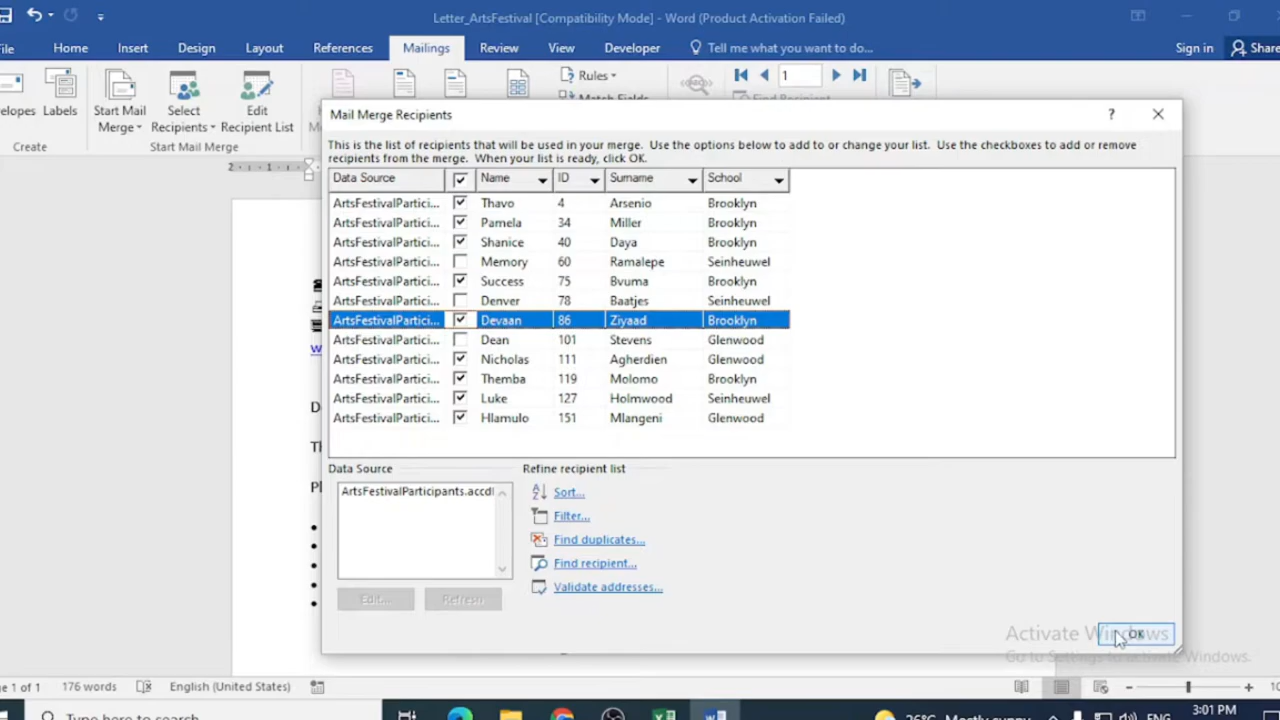 Letter_ArtsFestival [Compatibility Mode] - Word (Product Activation Failed)
File Home Insert Design Layout References Mailings Review View Developer Tell me what you want to do... Sign in Share
Labels Start Mail Merge Select Recipients Edit Recipient List Rules 1
Create Start Mail Merge
Mail Merge Recipients ?
This is the list of recipients that will be used in your merge. Use the options below to add to or change your list. Use the checkboxes to add or remove
recipients from the merge. When your list is ready, click OK.
Data Source Name ID Surname School
ArtsFestivalPartici... Thavo 4 Arsenio Brooklyn
ArtsFestivalPartici... Pamela 34 Miller Brooklyn
ArtsFestivalPartici... Shanice 40 Daya Brooklyn
ArtsFestivalPartici... Memory 60 Ramalepe Seinheuwel
ArtsFestivalPartici... Success 75 Bvuma Brooklyn
ArtsFestivalPartici... Denver 78 Baatjes Seinheuwel
ArtsFestivalPartici... Devaan 86 Ziyaad Brooklyn
ArtsFestivalPartici... Dean 101 Stevens Glenwood
ArtsFestivalPartici... Nicholas 111 Agherdien Glenwood
ArtsFestivalPartici... Themba 119 Molomo Brooklyn
ArtsFestivalPartici... Luke 127 Holmwood Seinheuwel
ArtsFestivalPartici... Hlamulo 151 Mlangeni Glenwood
Data Source Refine recipient list
ArtsFestivalParticipants.accd
Sort...
Filter...
Find duplicates...
Find recipient...
Validate addresses...
Edit... Refresh
OK
Activate Windows
Go to Settings to activate Windows.
1 of 1 176 words English (United States)
Type here to search 26° Mostly sunny ENG 3:01 PM